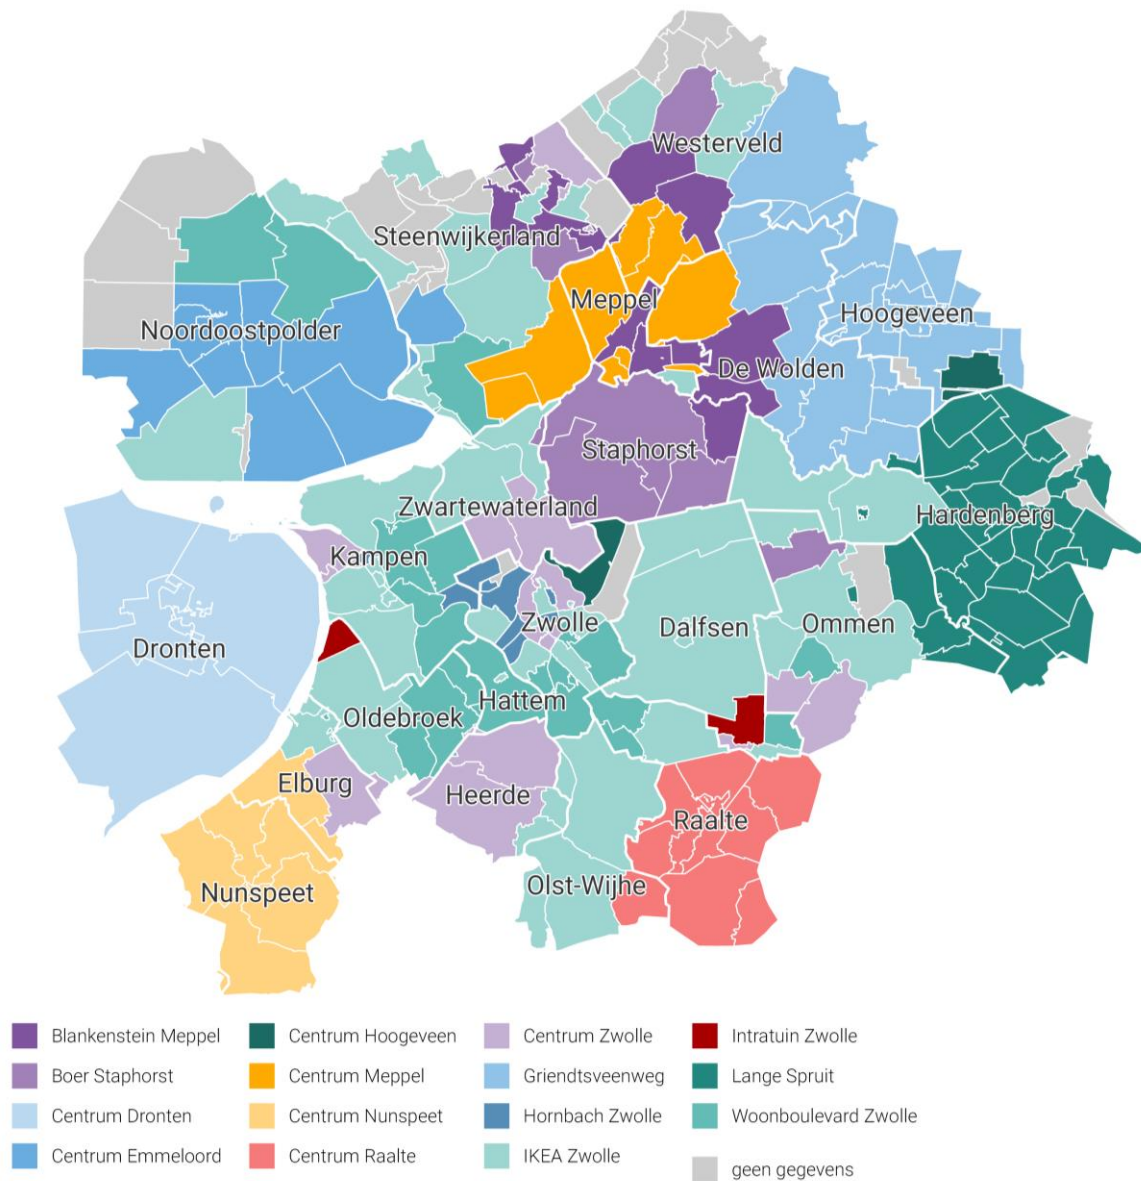 Westerveld
Steenwijkerland
Meppel
Hoogeveen
Noordoostpolder
De Wolden
Staphorst
Zwartewaterland
Hardenberg
Kampen
Zwolle
Dalfsen
Ommen
Dronten
Hattem
Oldebroek
Elburg
Heerde
Raalte
Olst-Wijhe
Nunspeet
Blankenstein Meppel
Boer Staphorst
Centrum Dronten
Centrum Emmeloord
Centrum Hoogeveen
Centrum Meppel
Centrum Nunspeet
Centrum Raalte
Centrum Zwolle
Griendtsveenweg
Hornbach Zwolle
IKEA Zwolle
Intratuin Zwolle
Lange Spruit
Woonboulevard Zwolle
geen gegevens